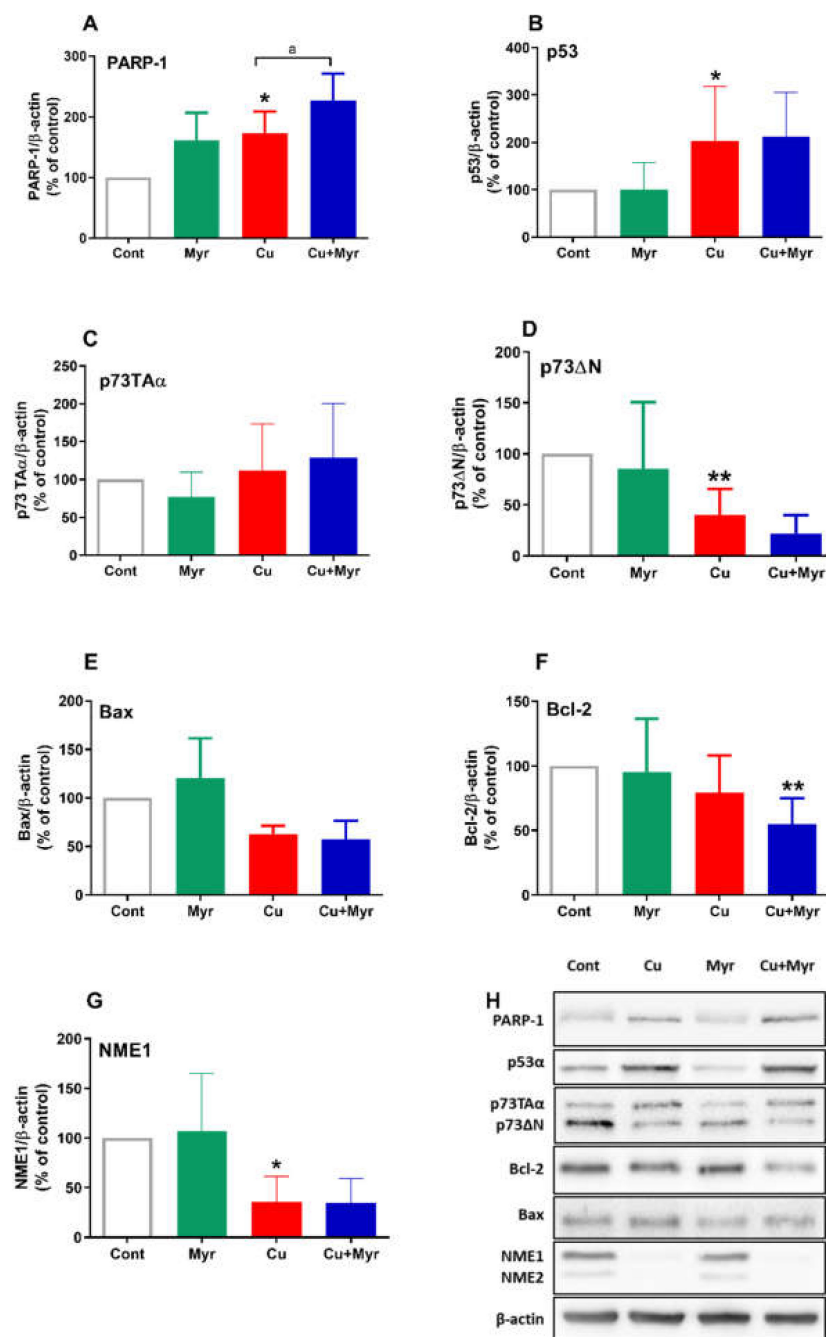 A
PARP-1
a
*
PARP-1/β-actin
(% of control)
300
200
100
0
Cont Myr Cu Cu+Myr
B
p53
*
p53/β-actin
(% of control)
400
300
200
100
0
Cont Myr Cu Cu+Myr
C
p73TAα
p73 TAα/β-actin
(% of control)
250
200
150
100
50
0
Cont Myr Cu Cu+Myr
D
p73ΔN
**
p73ΔN/β-actin
(% of control)
200
150
100
50
0
Cont Myr Cu Cu+Myr
E
Bax
Bax/β-actin
(% of control)
200
150
100
50
0
Cont Myr Cu Cu+Myr
F
Bcl-2
**
Bcl-2/β-actin
(% of control)
150
100
50
0
Cont Myr Cu Cu+Myr
G
NME1
*
NME1/β-actin
(% of control)
200
150
100
50
0
Cont Myr Cu Cu+Myr
Cont Cu Myr Cu+Myr
H
PARP-1
p53α
p73TAα
p73ΔN
Bcl-2
Bax
NME1
NME2
β-actin